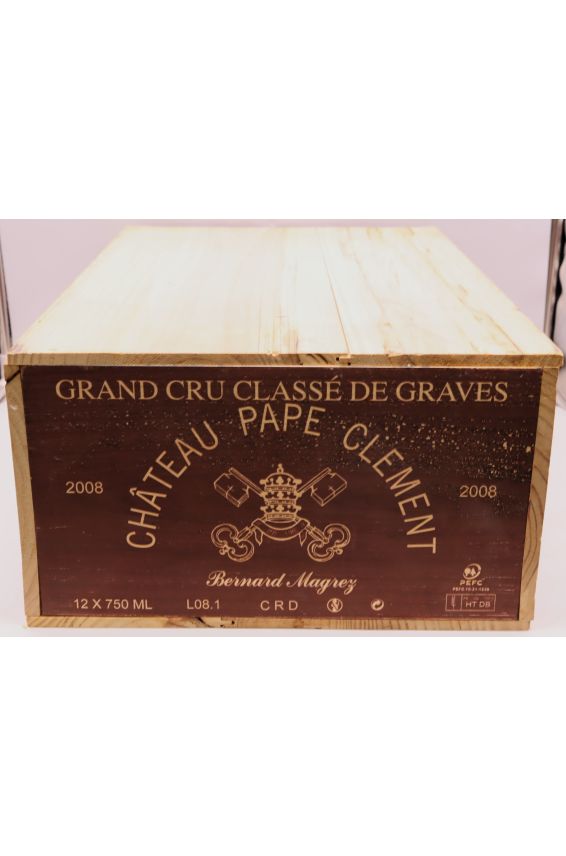 GRAND CRU CLASSÉ DE GRAVES
CHÂTEAU PAPE CLEMENT
2008
2008
Bernard Magrez
PEFC
12 X 750 ML L08.1 C R D
HT DB